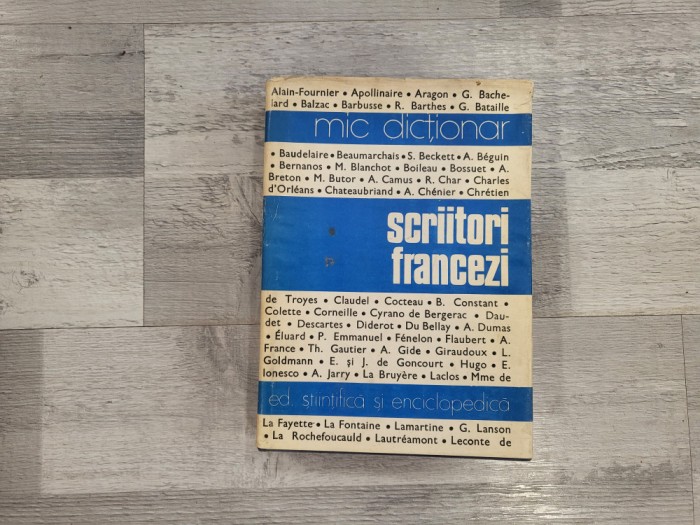 Alain-Fournier • Apollinaire • Aragon • G. Bache-
lard • Balzac • Barbusse • R. Barthes • G. Bataille
mic dicționar
• Baudelaire • Beaumarchais • S. Beckett • A. Béguin
• Bernanos • M. Blanchot • Boileau • Bossuet • A.
Breton • M. Butor • A. Camus • R. Char • Charles
d'Orléans • Chateaubriand • A. Chénier • Chrétien
scriitori
francezi
de Troyes • Claudel • Cocteau • B. Constant •
Colette • Corneille • Cyrano de Bergerac • Dau-
det • Descartes • Diderot • Du Bellay • A. Dumas
• Éluard • P. Emmanuel • Fénelon • Flaubert • A.
France • Th. Gautier • A. Gide • Giraudoux • L.
Goldmann • E. și J. de Goncourt • Hugo • E.
Ionesco • A. Jarry • La Bruyère • Laclos • Mme de
ed. științifică și enciclopedică
La Fayette • La Fontaine • Lamartine • G. Lanson
• La Rochefoucauld • Lautréamont • Leconte de